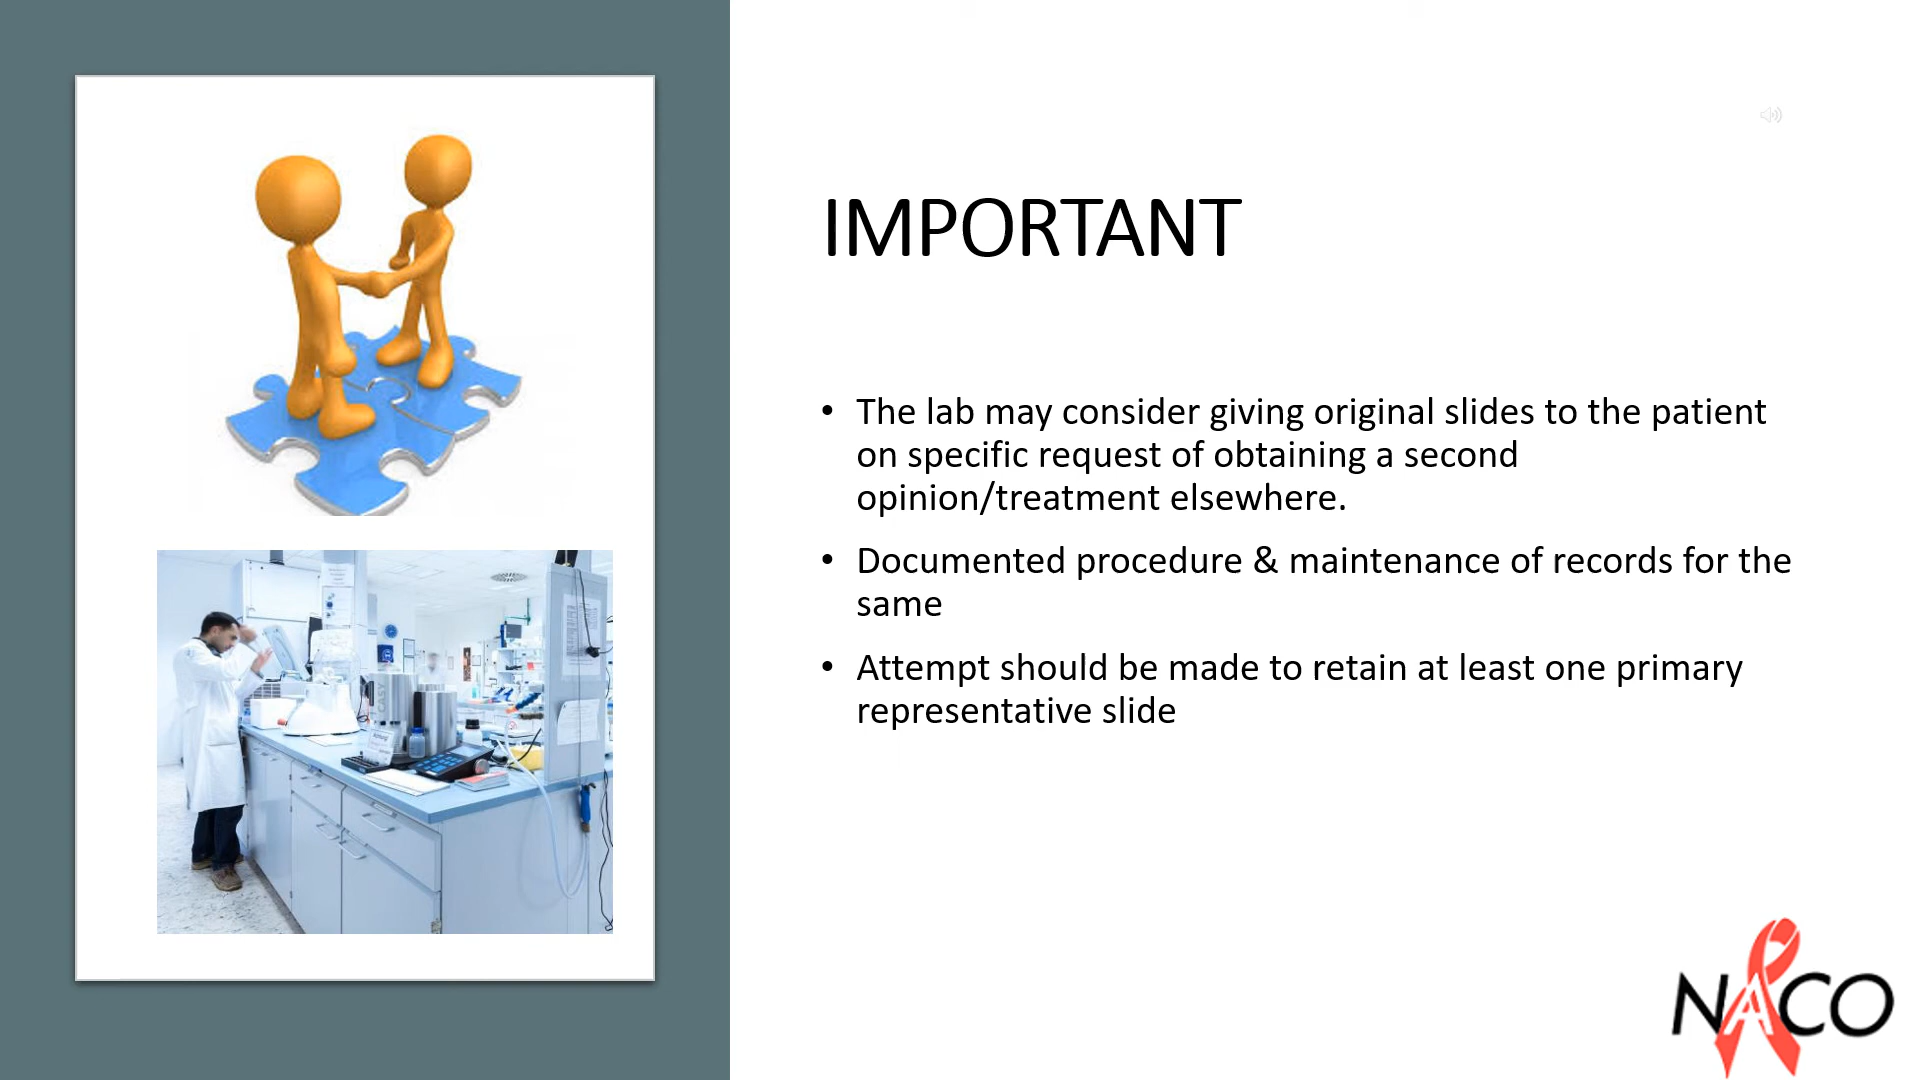 IMPORTANT
• The lab may consider giving original slides to the patient
on specific request of obtaining a second
opinion/treatment elsewhere.
• Documented procedure & maintenance of records for the
same
• Attempt should be made to retain at least one primary
representative slide
CASY
NACO